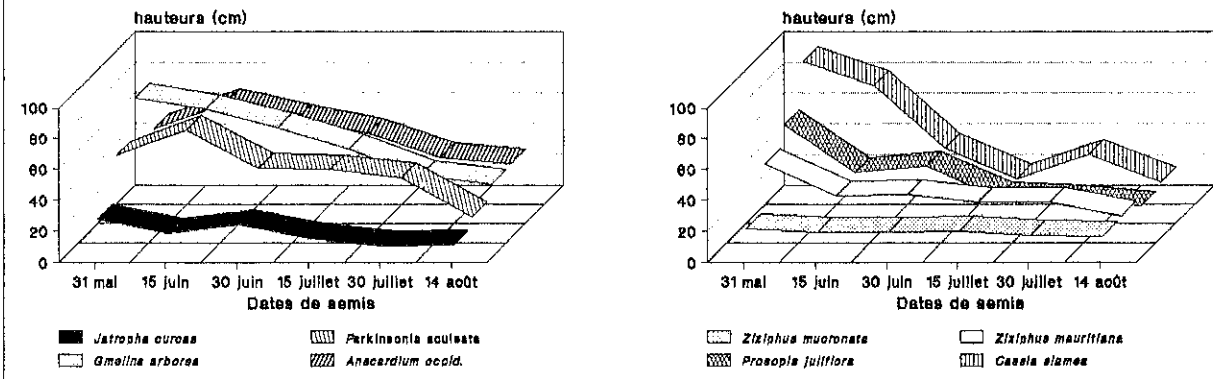 hauteurs (cm)
100
80
60
40
20
0
31 mai 15 juin 30 juin 15 juillet 30 juillet 14 août
Dates de semis
Jatropha curcas Parkinsonia aculeata
Gmelina arborea Anacardium occid.
hauteurs (cm)
100
80
60
40
20
0
31 mai 15 juin 30 juin 15 juillet 30 juillet 14 août
Dates de semis
Ziziphus mucronata Ziziphus mauritiana
Prosopis juliflora Cassia siamea